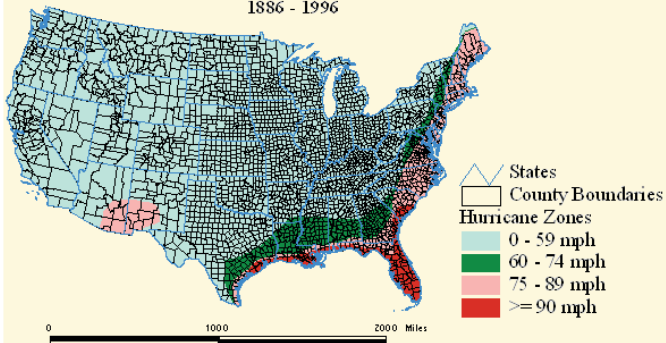 1886 - 1996
States
County Boundaries
Hurricane Zones
0 - 59 mph
60 - 74 mph
75 - 89 mph
>= 90 mph
0 1000 2000 Miles